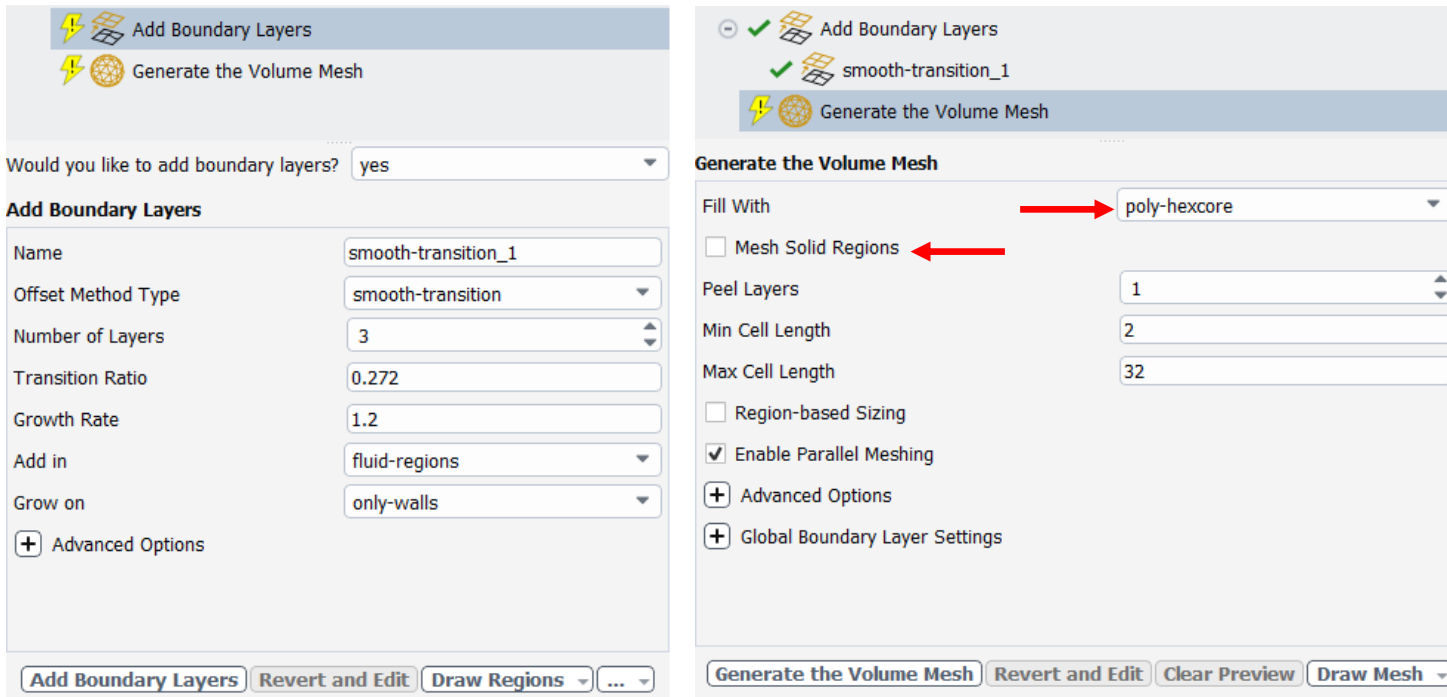 Add Boundary Layers
Generate the Volume Mesh
Would you like to add boundary layers? yes
Add Boundary Layers
Name smooth-transition_1
Offset Method Type smooth-transition
Number of Layers 3
Transition Ratio 0.272
Growth Rate 1.2
Add in fluid-regions
Grow on only-walls
+ Advanced Options
Add Boundary Layers Revert and Edit Draw Regions ...
Add Boundary Layers
smooth-transition_1
Generate the Volume Mesh
Generate the Volume Mesh
Fill With poly-hexcore
Mesh Solid Regions
Peel Layers 1
Min Cell Length 2
Max Cell Length 32
Region-based Sizing
Enable Parallel Meshing
+ Advanced Options
+ Global Boundary Layer Settings
Generate the Volume Mesh Revert and Edit Clear Preview Draw Mesh